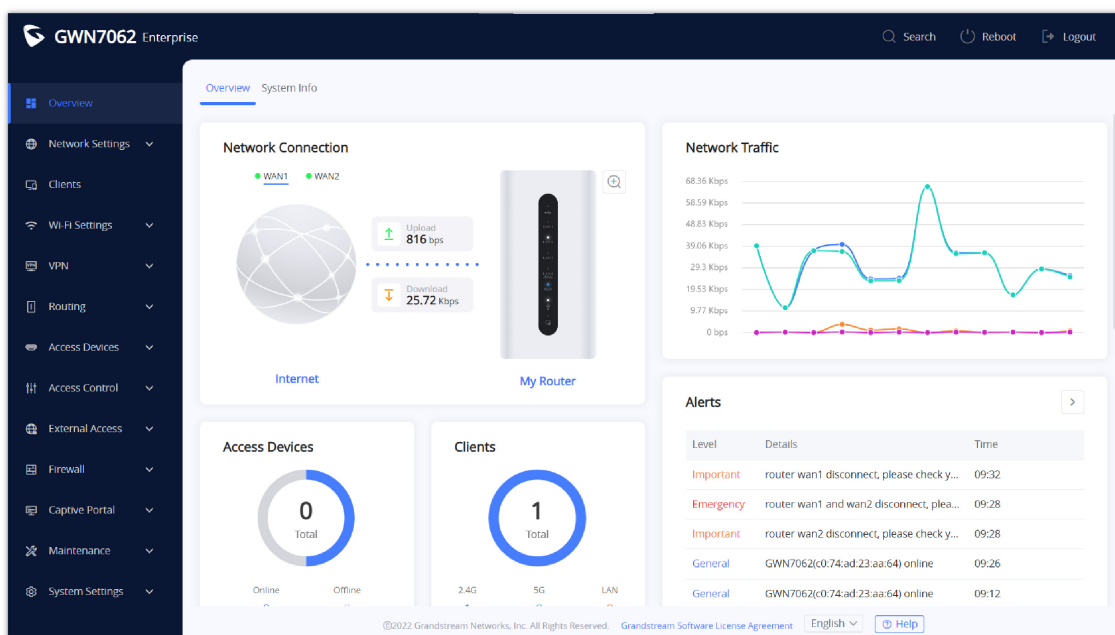 GWN7062 Enterprise
Search
Reboot
Logout
Overview
Network Settings
Clients
Wi-Fi Settings
VPN
Routing
Access Devices
Access Control
External Access
Firewall
Captive Portal
Maintenance
System Settings
Overview System Info
Network Connection
WAN1 WAN2
Upload
816 bps
Download
25.72 Kbps
Internet
My Router
Network Traffic
68.36 Kbps
58.59 Kbps
48.83 Kbps
39.06 Kbps
29.3 Kbps
19.53 Kbps
9.77 Kbps
0 bps
Access Devices
0
Total
Online Offline
Clients
1
Total
2.4G 5G LAN
Alerts
Level Details Time
Important router wan1 disconnect, please check y... 09:32
Emergency router wan1 and wan2 disconnect, plea... 09:28
Important router wan2 disconnect, please check y... 09:28
General GWN7062(c0:74:ad:23:aa:64) online 09:26
General GWN7062(c0:74:ad:23:aa:64) online 09:12
©2022 Grandstream Networks, Inc. All Rights Reserved. Grandstream Software License Agreement English Help